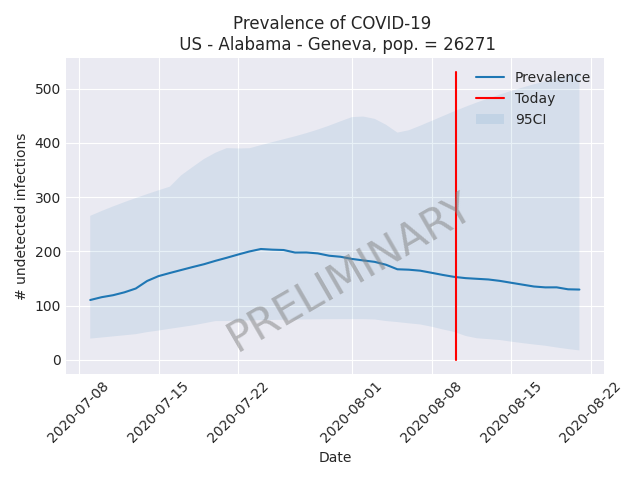 Prevalence of COVID-19
US - Alabama - Geneva, pop. = 26271
Prevalence
Today
95CI
500
400
300
200
100
0
# undetected infections
PRELIMINARY
2020-07-08
2020-07-15
2020-07-22
2020-08-01
2020-08-08
2020-08-15
2020-08-22
Date